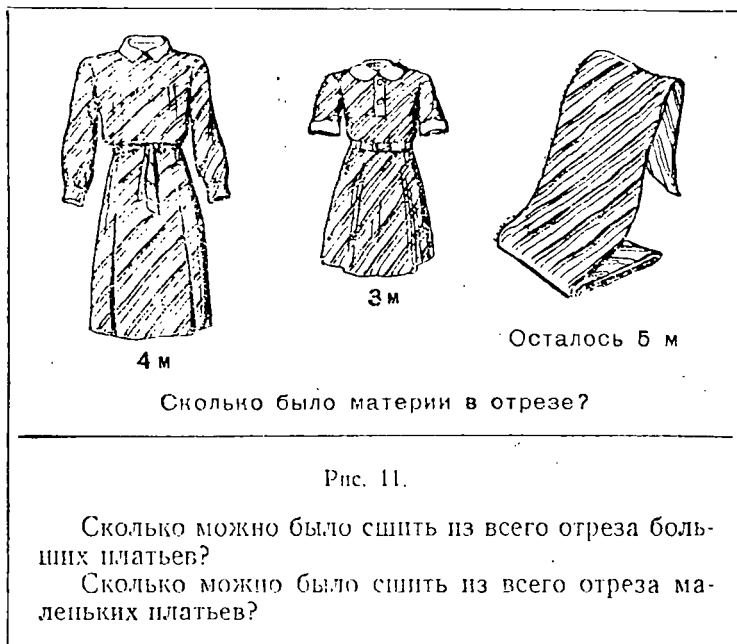 4 м
3 м
Осталось 5 м
Сколько было материи в отрезе?
Рис. 11.
Сколько можно было сшить из всего отреза боль-
ших платьев?
Сколько можно было сшить из всего отреза ма-
леньких платьев?